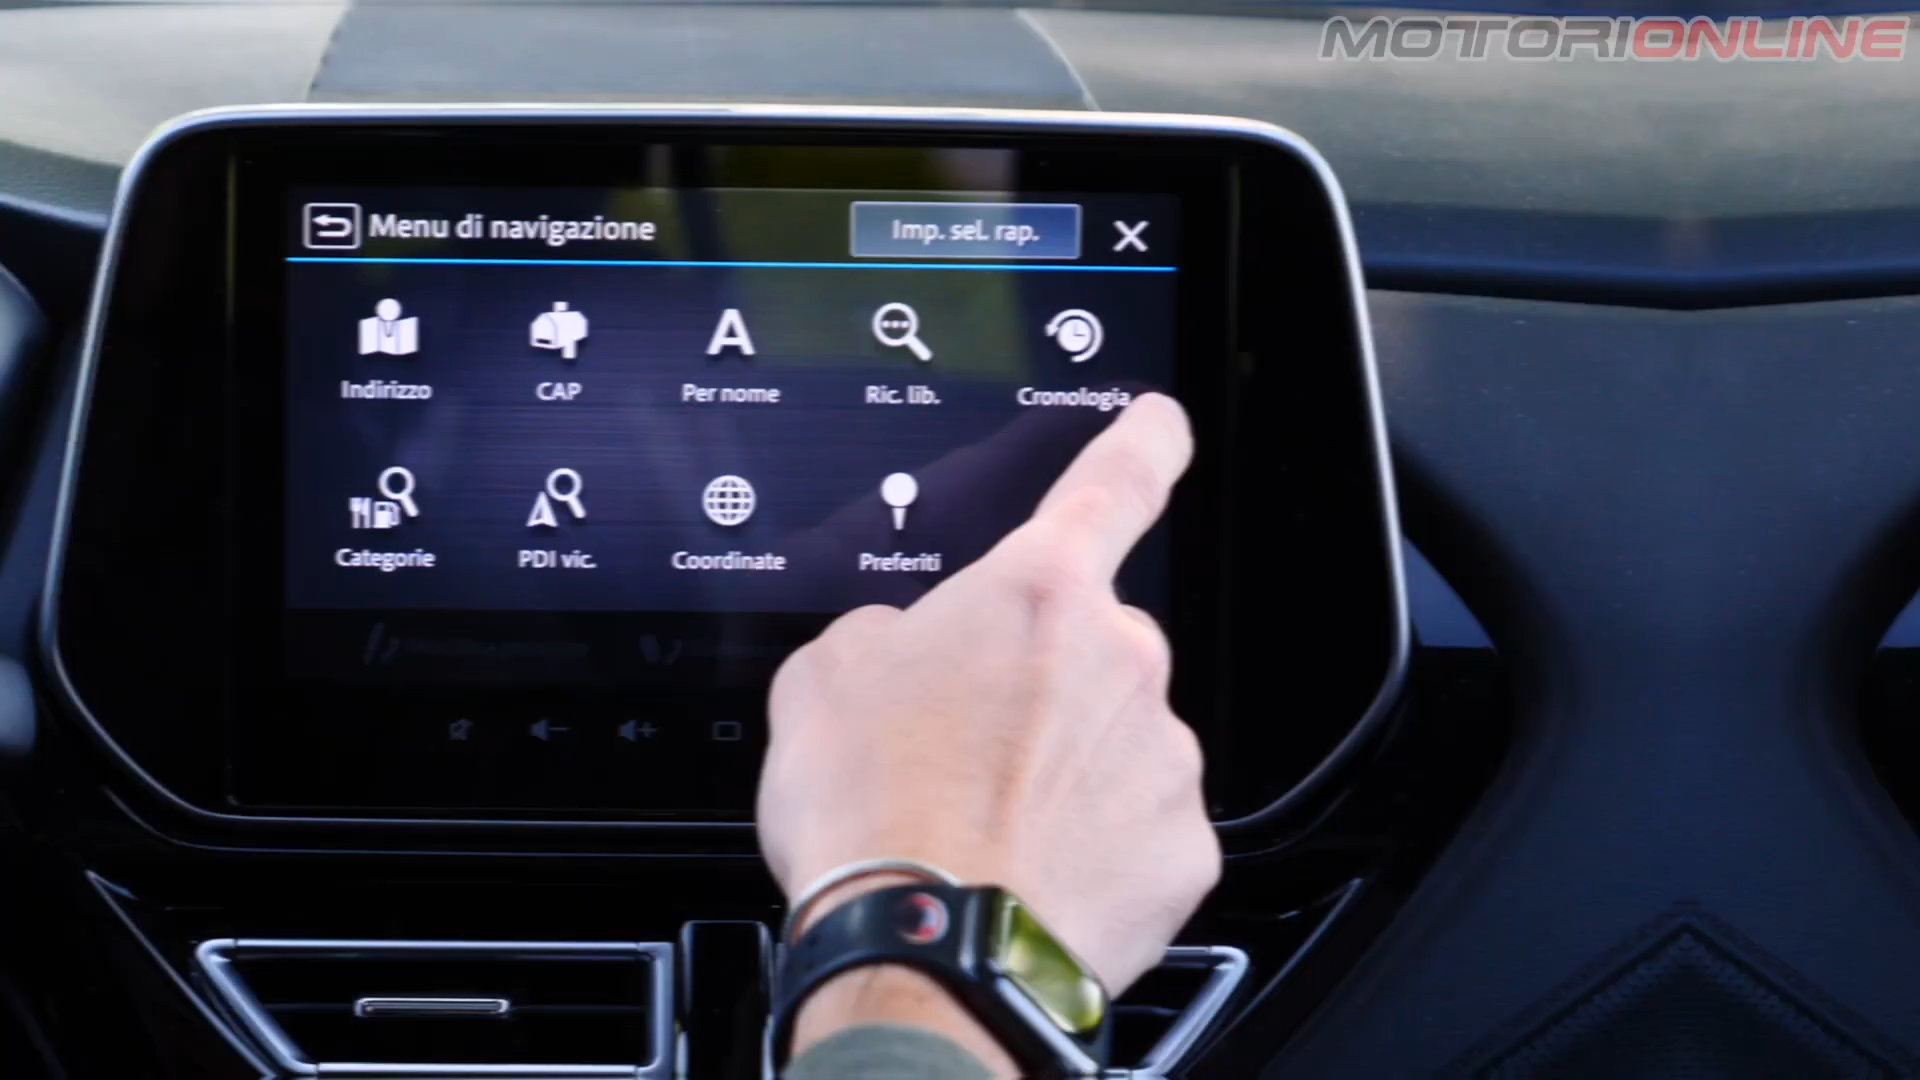 MOTORIONLINE
Menu di navigazione
Imp. sel. rap.
Indirizzo
CAP
Per nome
Ric. lib.
Cronologia
Categorie
PDI vic.
Coordinate
Preferiti